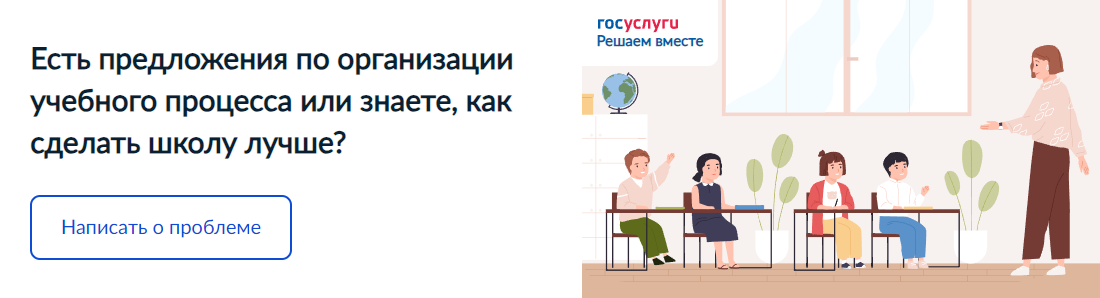 Есть предложения по организации
учебного процесса или знаете, как
сделать школу лучше?
Написать о проблеме
госуслуги
Решаем вместе